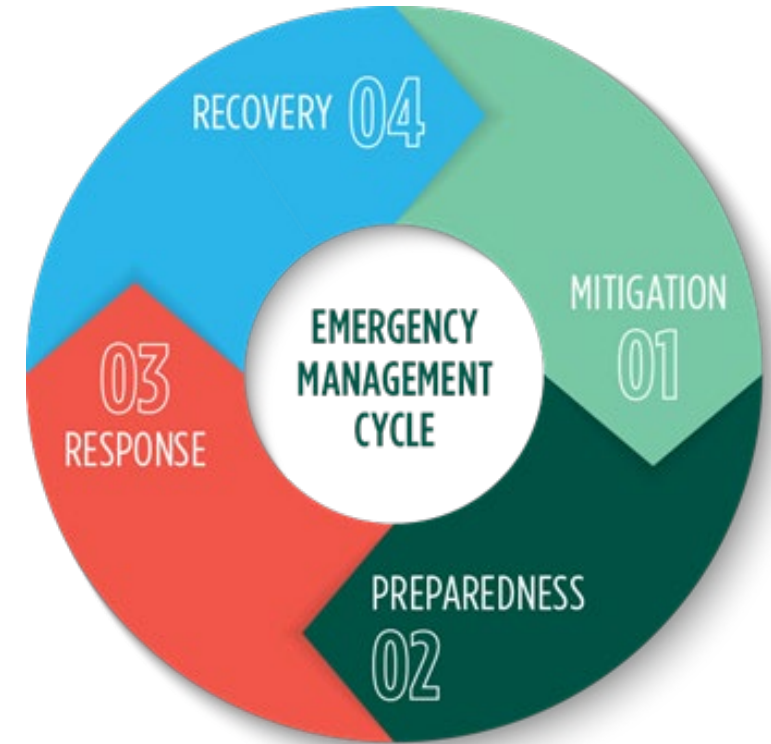 EMERGENCY
MANAGEMENT
CYCLE
MITIGATION
01
PREPAREDNESS
02
03
RESPONSE
RECOVERY 04